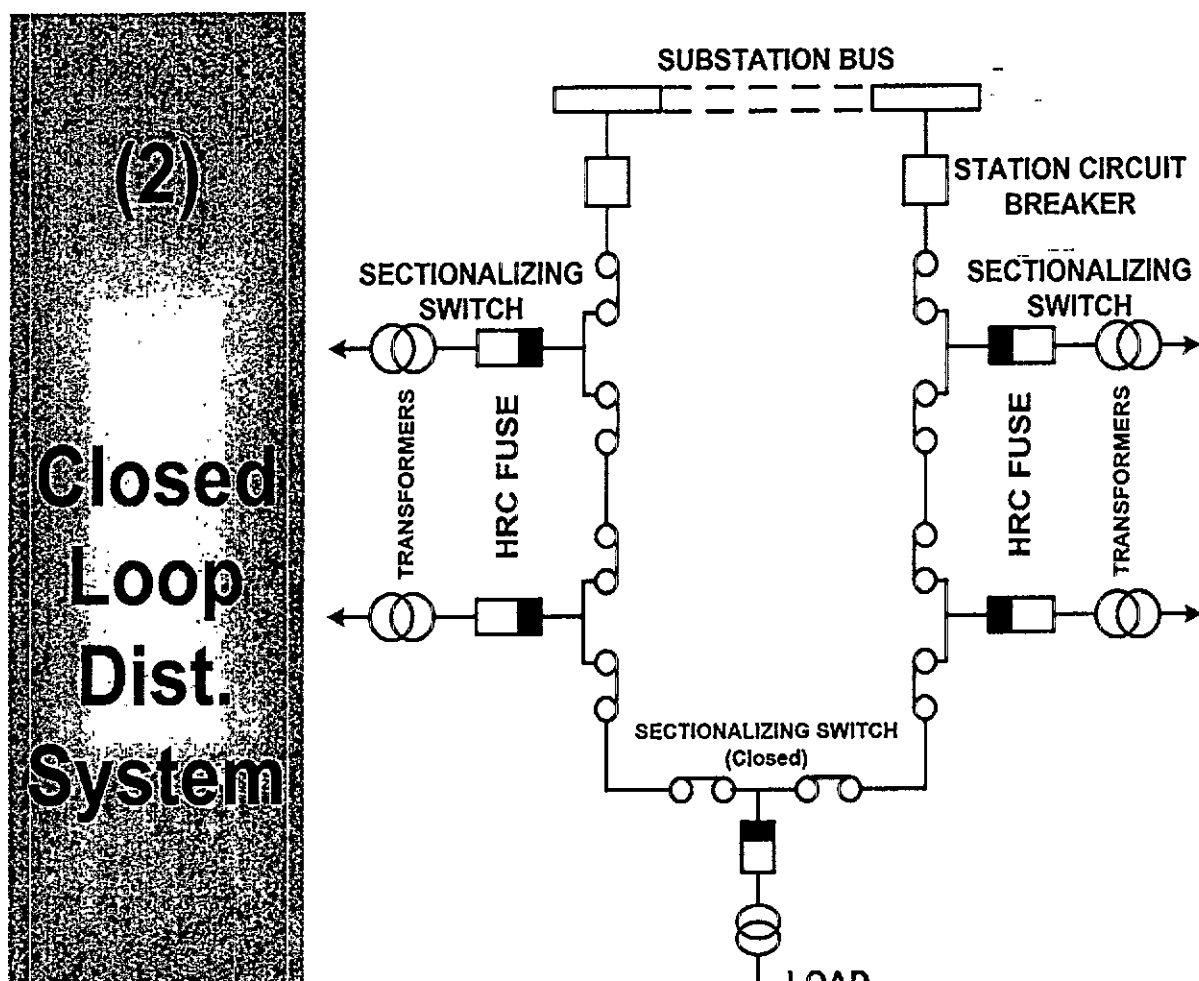 (2)
Closed
Loop
Dist.
System
SUBSTATION BUS
STATION CIRCUIT
BREAKER
SECTIONALIZING
SWITCH
SECTIONALIZING
SWITCH
TRANSFORMERS
HRC FUSE
HRC FUSE
TRANSFORMERS
SECTIONALIZING SWITCH
(Closed)
LOAD